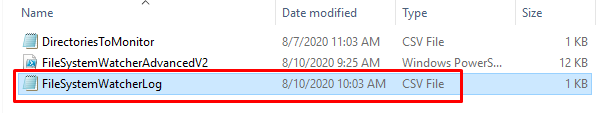 Name Date modified Type Size
DirectoriesToMonitor 8/7/2020 11:03 AM CSV File 1 KB
FileSystemWatcherAdvancedV2 8/10/2020 9:25 AM Windows PowerS... 12 KB
FileSystemWatcherLog 8/10/2020 10:03 AM CSV File 1 KB